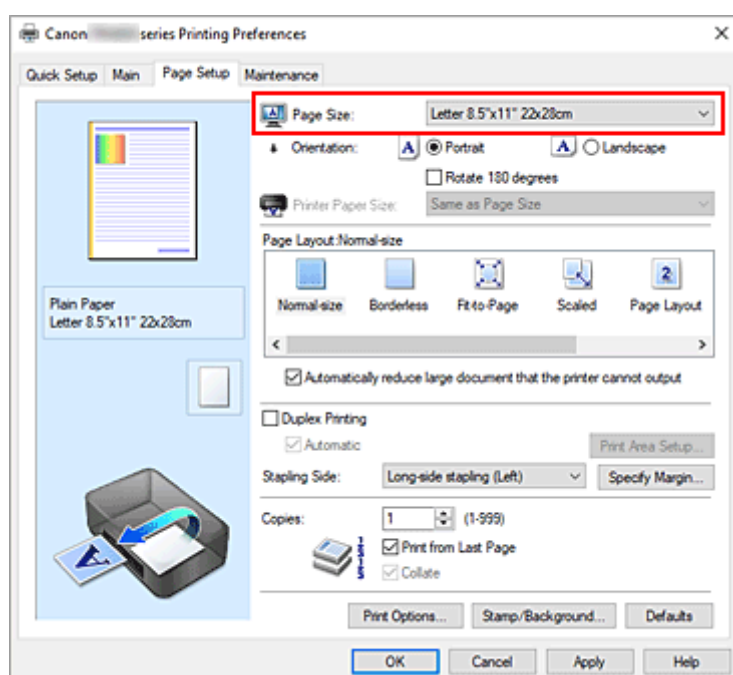 Canon series Printing Preferences
Quick Setup Main Page Setup Maintenance
Page Size: Letter 8.5"x11" 22x28cm
Orientation: A Portrait A Landscape
Rotate 180 degrees
Printer Paper Size: Same as Page Size
Page Layout:Normal-size
2
Normal-size Borderless Fit-to-Page Scaled Page Layout
Plain Paper
Letter 8.5"x11" 22x28cm
Automatically reduce large document that the printer cannot output
Duplex Printing
Automatic Print Area Setup...
Stapling Side: Long-side stapling (Left) Specify Margin...
Copies: 1 (1-999)
Print from Last Page
Collate
A
Print Options... Stamp/Background... Defaults
OK Cancel Apply Help